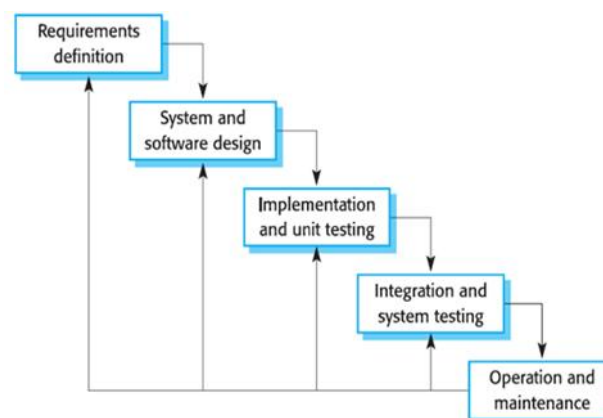 Requirements
definition
System and
software design
Implementation
and unit testing
Integration and
system testing
Operation and
maintenance